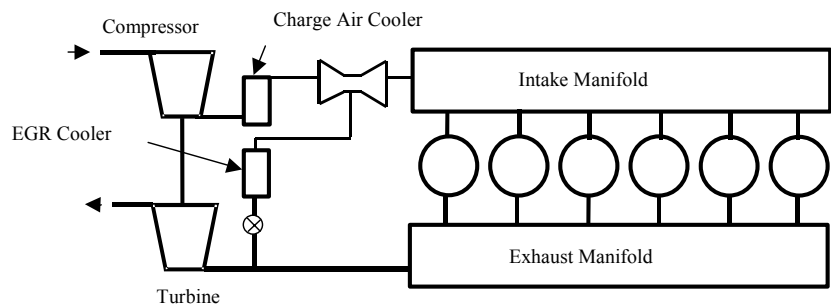 Charge Air Cooler
Compressor
Intake Manifold
EGR Cooler
Exhaust Manifold
Turbine